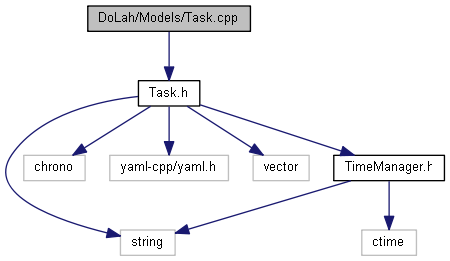 DoLah/Models/Task.cpp
Task.h
chrono
yaml-cpp/yaml.h
vector
TimeManager.h
string
ctime